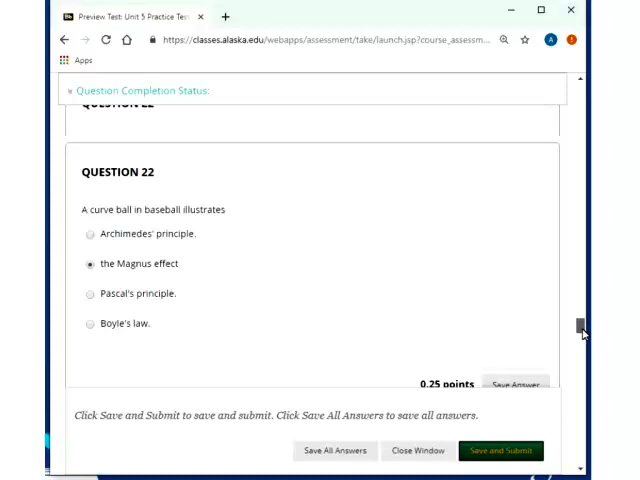 Preview Test: Unit 5 Practice Tes
https://classes.alaska.edu/webapps/assessment/take/launch.jsp?course_assessm...
A
Apps
Question Completion Status:
QUESTION 22
QUESTION 22
A curve ball in baseball illustrates
Archimedes' principle.
the Magnus effect
Pascal's principle.
Boyle's law.
0.25 points
Save Answer
Click Save and Submit to save and submit. Click Save All Answers to save all answers.
Save All Answers
Close Window
Save and Submit